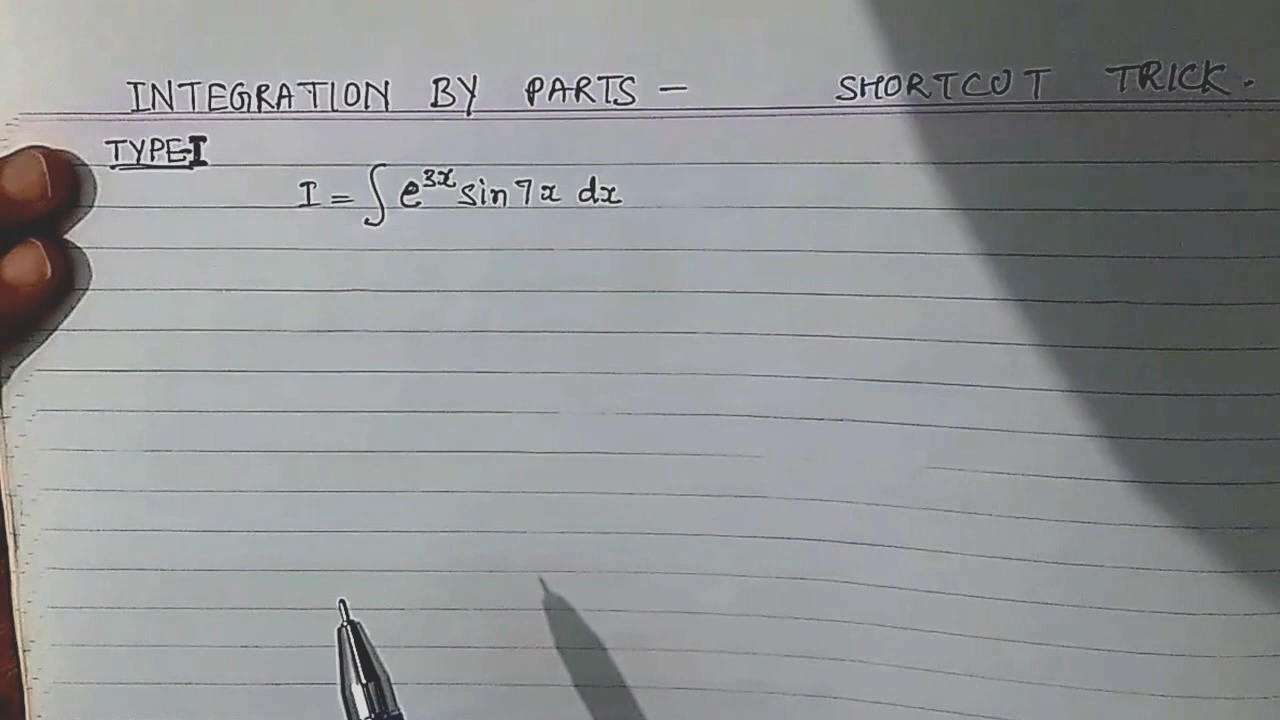 INTEGRATION BY PARTS - SHORTCUT TRICK.
TYPE-I
I = ∫ e^{3x} sin 7x dx